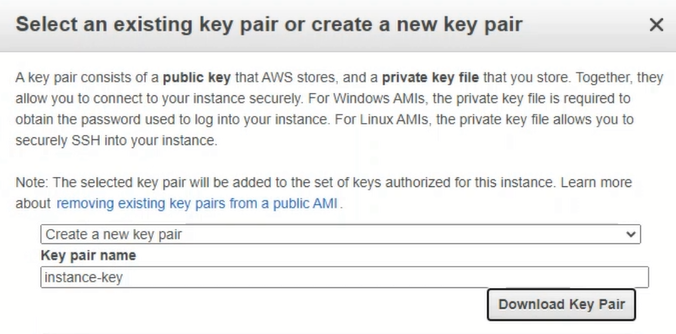 Select an existing key pair or create a new key pair
A key pair consists of a public key that AWS stores, and a private key file that you store. Together, they
allow you to connect to your instance securely. For Windows AMIs, the private key file is required to
obtain the password used to log into your instance. For Linux AMIs, the private key file allows you to
securely SSH into your instance.
Note: The selected key pair will be added to the set of keys authorized for this instance. Learn more
about removing existing key pairs from a public AMI .
Create a new key pair
Key pair name
instance-key
Download Key Pair